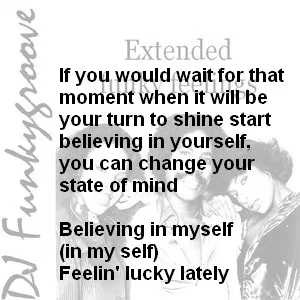 DJ Funkygroove
Extended
funky feelings
If you would wait for that
moment when it will be
your turn to shine start
believing in yourself,
you can change your
state of mind
Believing in myself
(in my self)
Feelin' lucky lately